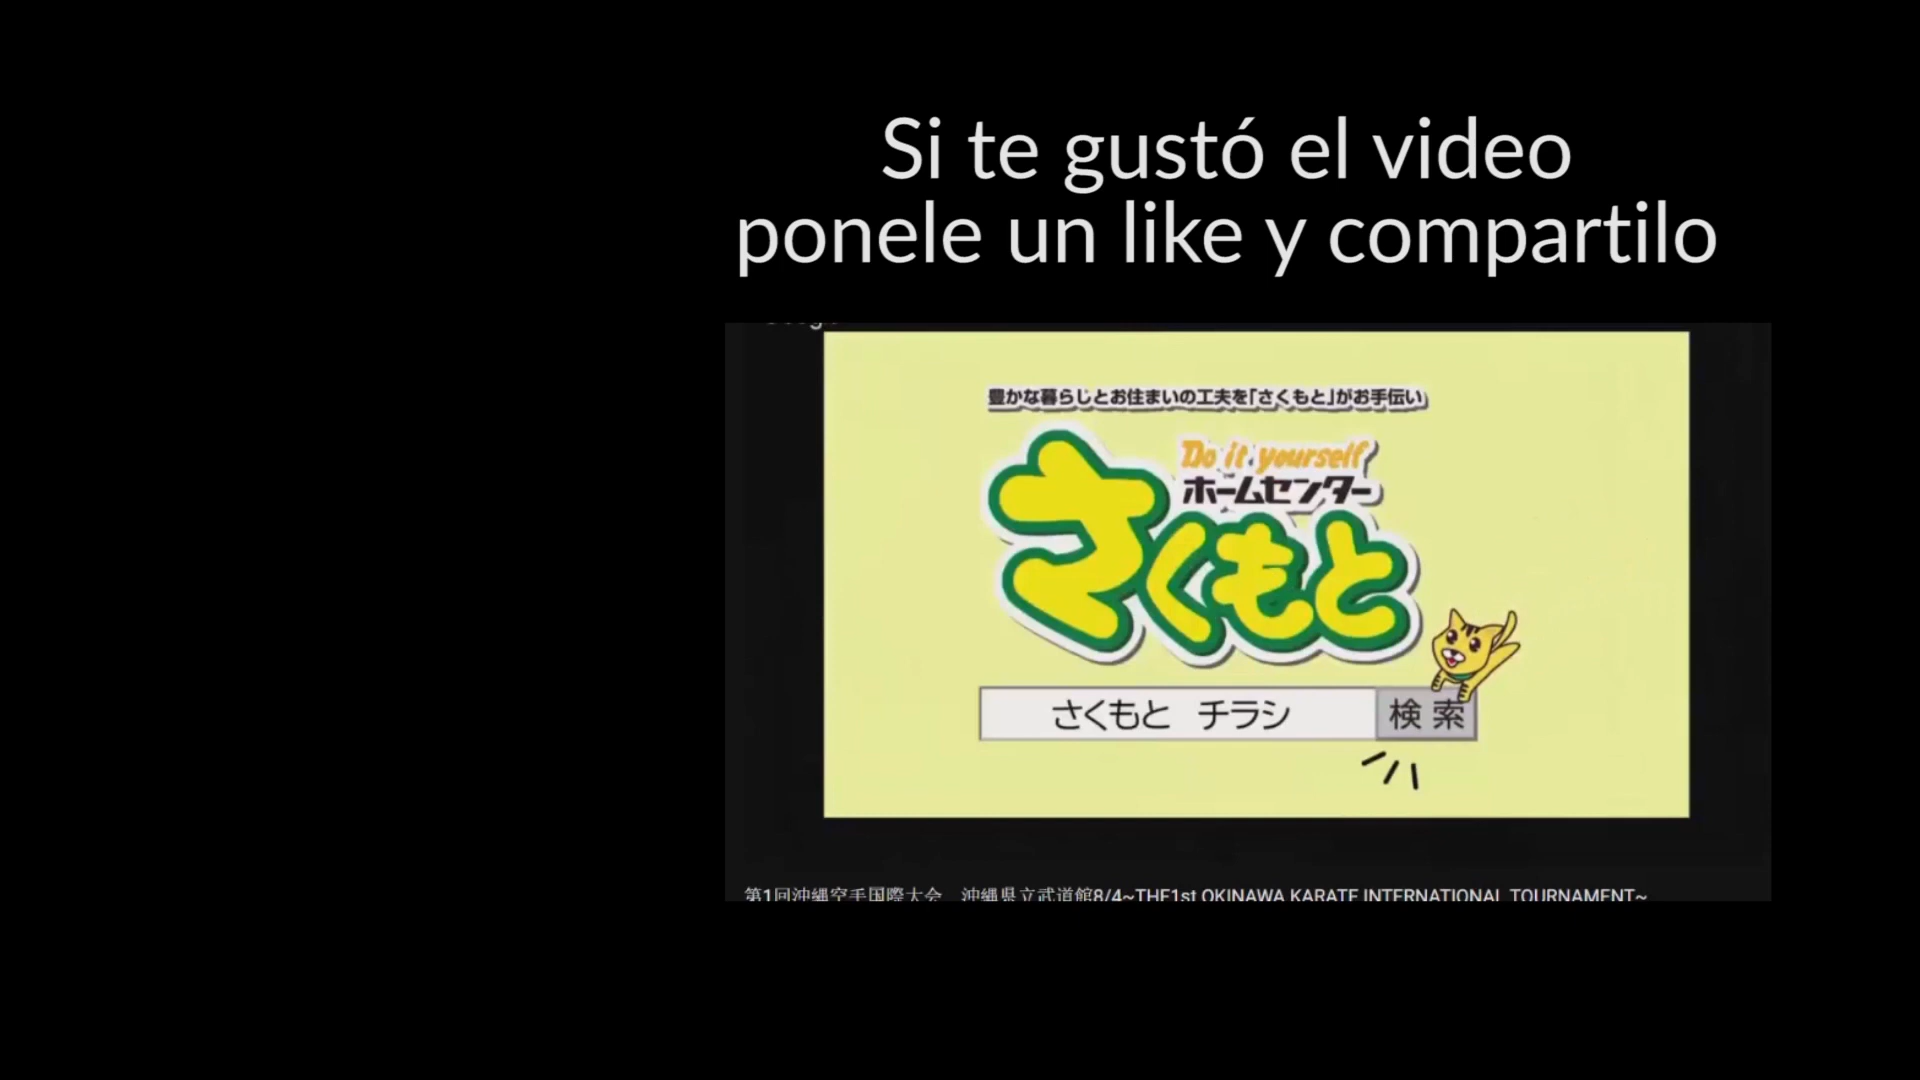 Si te gustó el video
ponele un like y compartilo
豊かな暮らしとお住まいの工夫を「さくもと」がお手伝い
Do it yourself
ホームセンター
さくもと
さくもと チラシ 検索
第1回沖縄空手国際大会 沖縄県立武道館8/4~THE1st OKINAWA KARATE INTERNATIONAL TOURNAMENT~